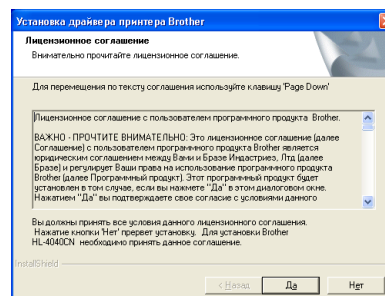 Установка драйвера принтера Brother
Лицензионное соглашение
Внимательно прочитайте лицензионное соглашение.
Для перемещения по тексту соглашения используйте клавишу 'Page Down'
Лицензионное соглашение с пользователем программного продукта Brother.
ВАЖНО - ПРОЧТИТЕ ВНИМАТЕЛЬНО: Это лицензионное соглашение (далее
Соглашение) с пользователем программного продукта Brother является
юридическим соглашением между Вами и Бразе Индастриез, Лтд (далее
Бразе) и регулирует Ваши права на использование программного продукта
Brother (далее Программный продукт). Этот программный продукт будет
установлен в том случае, если вы нажмете "Да" в этом диалоговом окне.
Нажатием "Да" вы подтверждаете свое согласие с условиями данного
Вы должны принять все условия данного лицензионного соглашения.
Нажатие кнопки 'Нет' прервет установку. Для установки Brother
HL-4040CN необходимо принять данное соглашение.
InstallShield
< Назад
Да
Нет